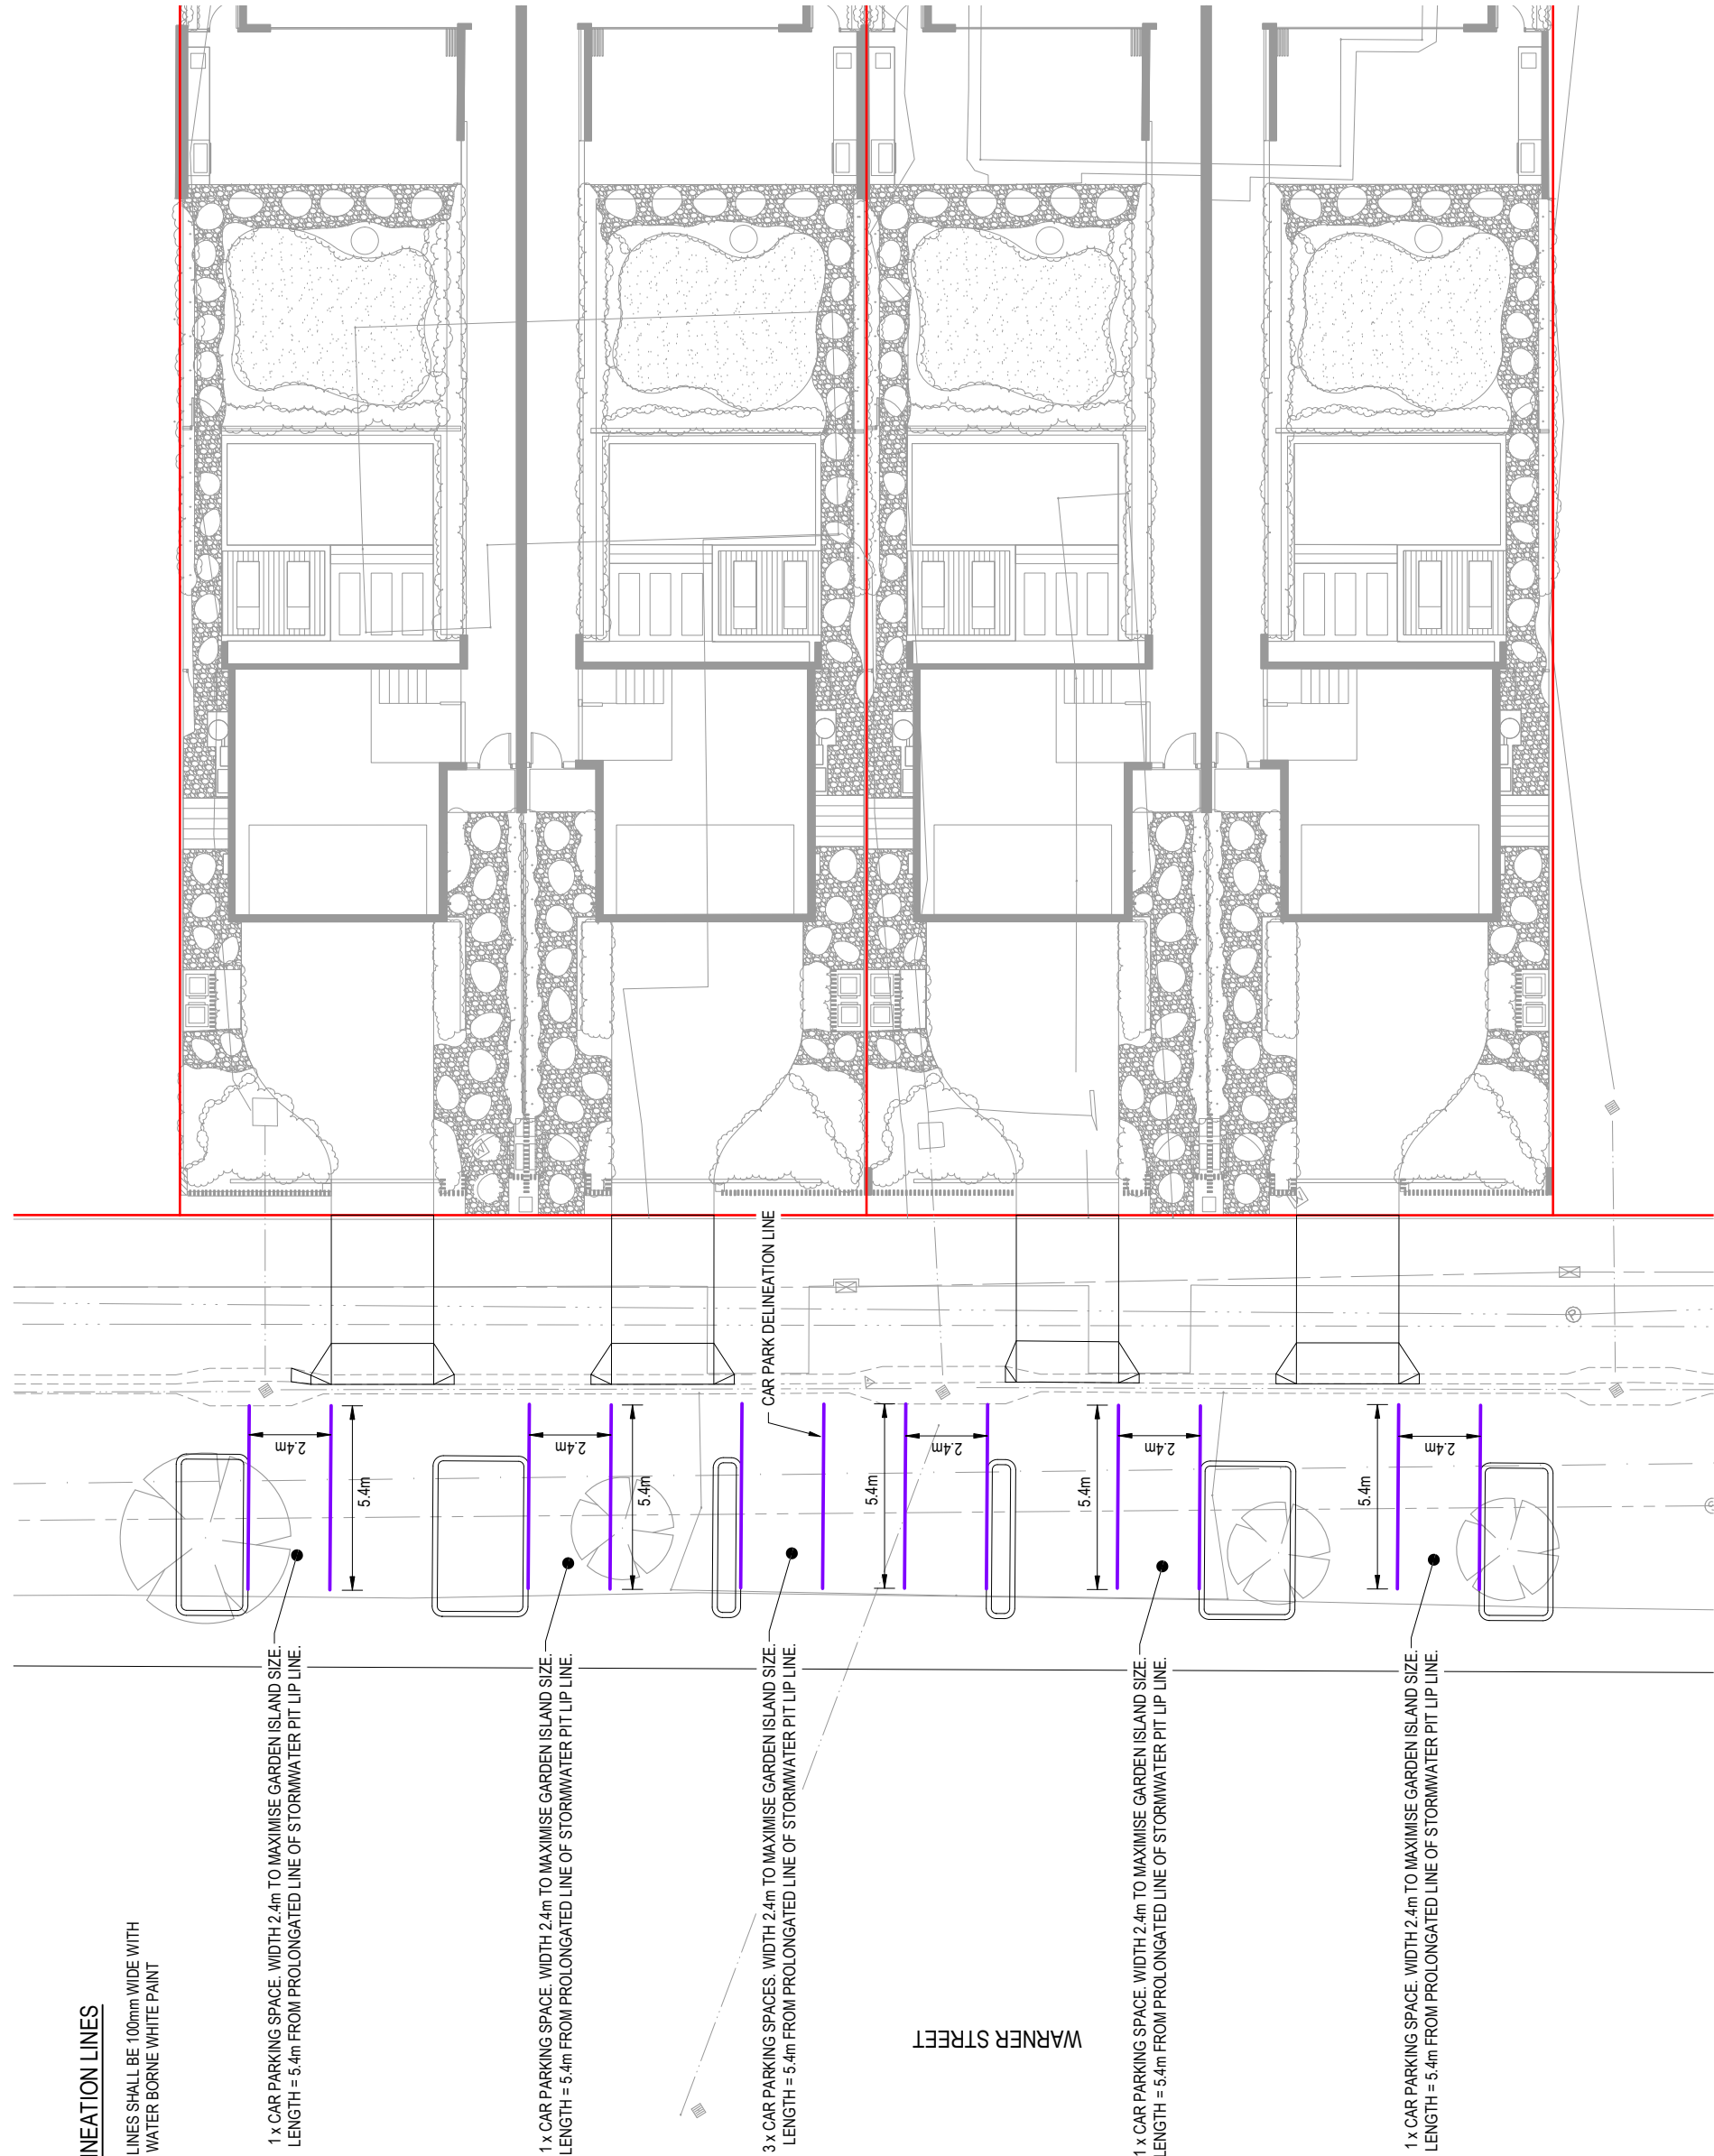 INEATION LINES
LINES SHALL BE 100mm WIDE WITH
WATER BORNE WHITE PAINT
1 x CAR PARKING SPACE. WIDTH 2.4m TO MAXIMISE GARDEN ISLAND SIZE.
LENGTH = 5.4m FROM PROLONGATED LINE OF STORMWATER PIT LIP LINE.
1 x CAR PARKING SPACE. WIDTH 2.4m TO MAXIMISE GARDEN ISLAND SIZE.
LENGTH = 5.4m FROM PROLONGATED LINE OF STORMWATER PIT LIP LINE.
3 x CAR PARKING SPACES. WIDTH 2.4m TO MAXIMISE GARDEN ISLAND SIZE.
LENGTH = 5.4m FROM PROLONGATED LINE OF STORMWATER PIT LIP LINE.
1 x CAR PARKING SPACE. WIDTH 2.4m TO MAXIMISE GARDEN ISLAND SIZE.
LENGTH = 5.4m FROM PROLONGATED LINE OF STORMWATER PIT LIP LINE.
1 x CAR PARKING SPACE. WIDTH 2.4m TO MAXIMISE GARDEN ISLAND SIZE.
LENGTH = 5.4m FROM PROLONGATED LINE OF STORMWATER PIT LIP LINE.
CAR PARK DELINEATION LINE
2.4m
5.4m
2.4m
5.4m
5.4m
2.4m
5.4m
2.4m
5.4m
2.4m
WARNER STREET